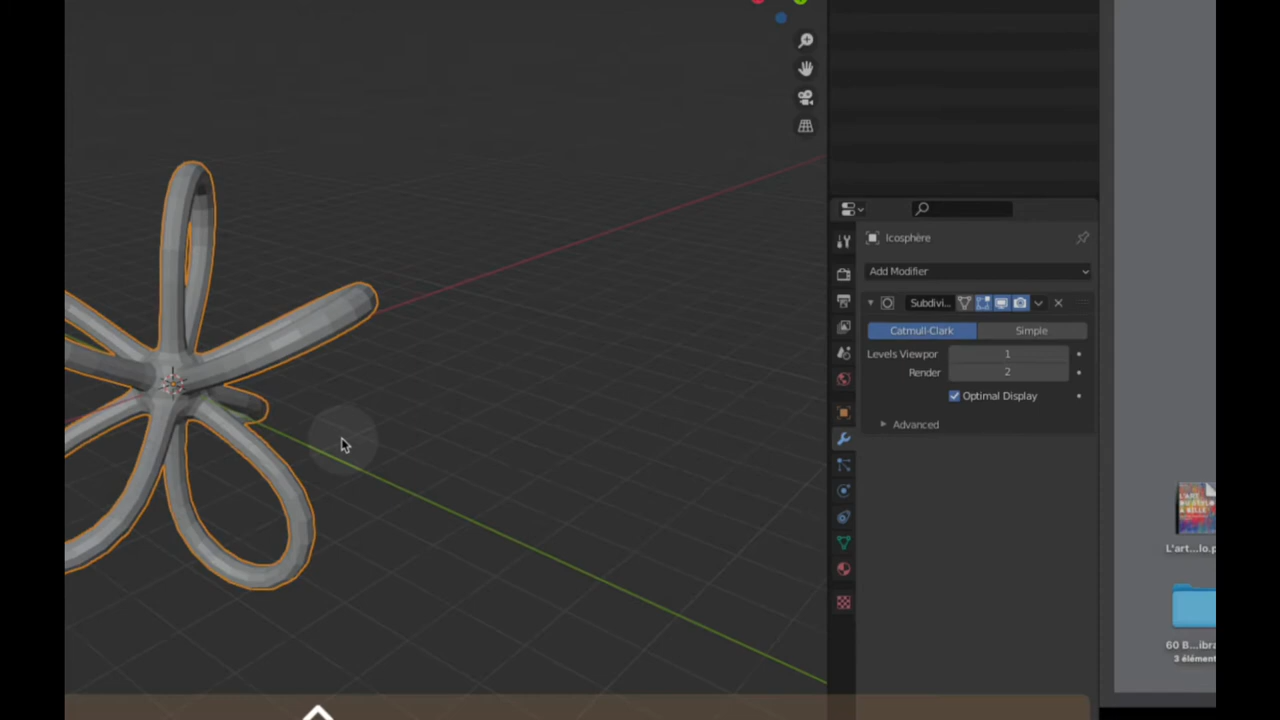 Icosphère
Add Modifier
Subdivi...
Catmull-Clark Simple
Levels Viewpor 1
Render 2
Optimal Display
Advanced
L'ART
L'art...lo.p
60 B...ibra
3 élément